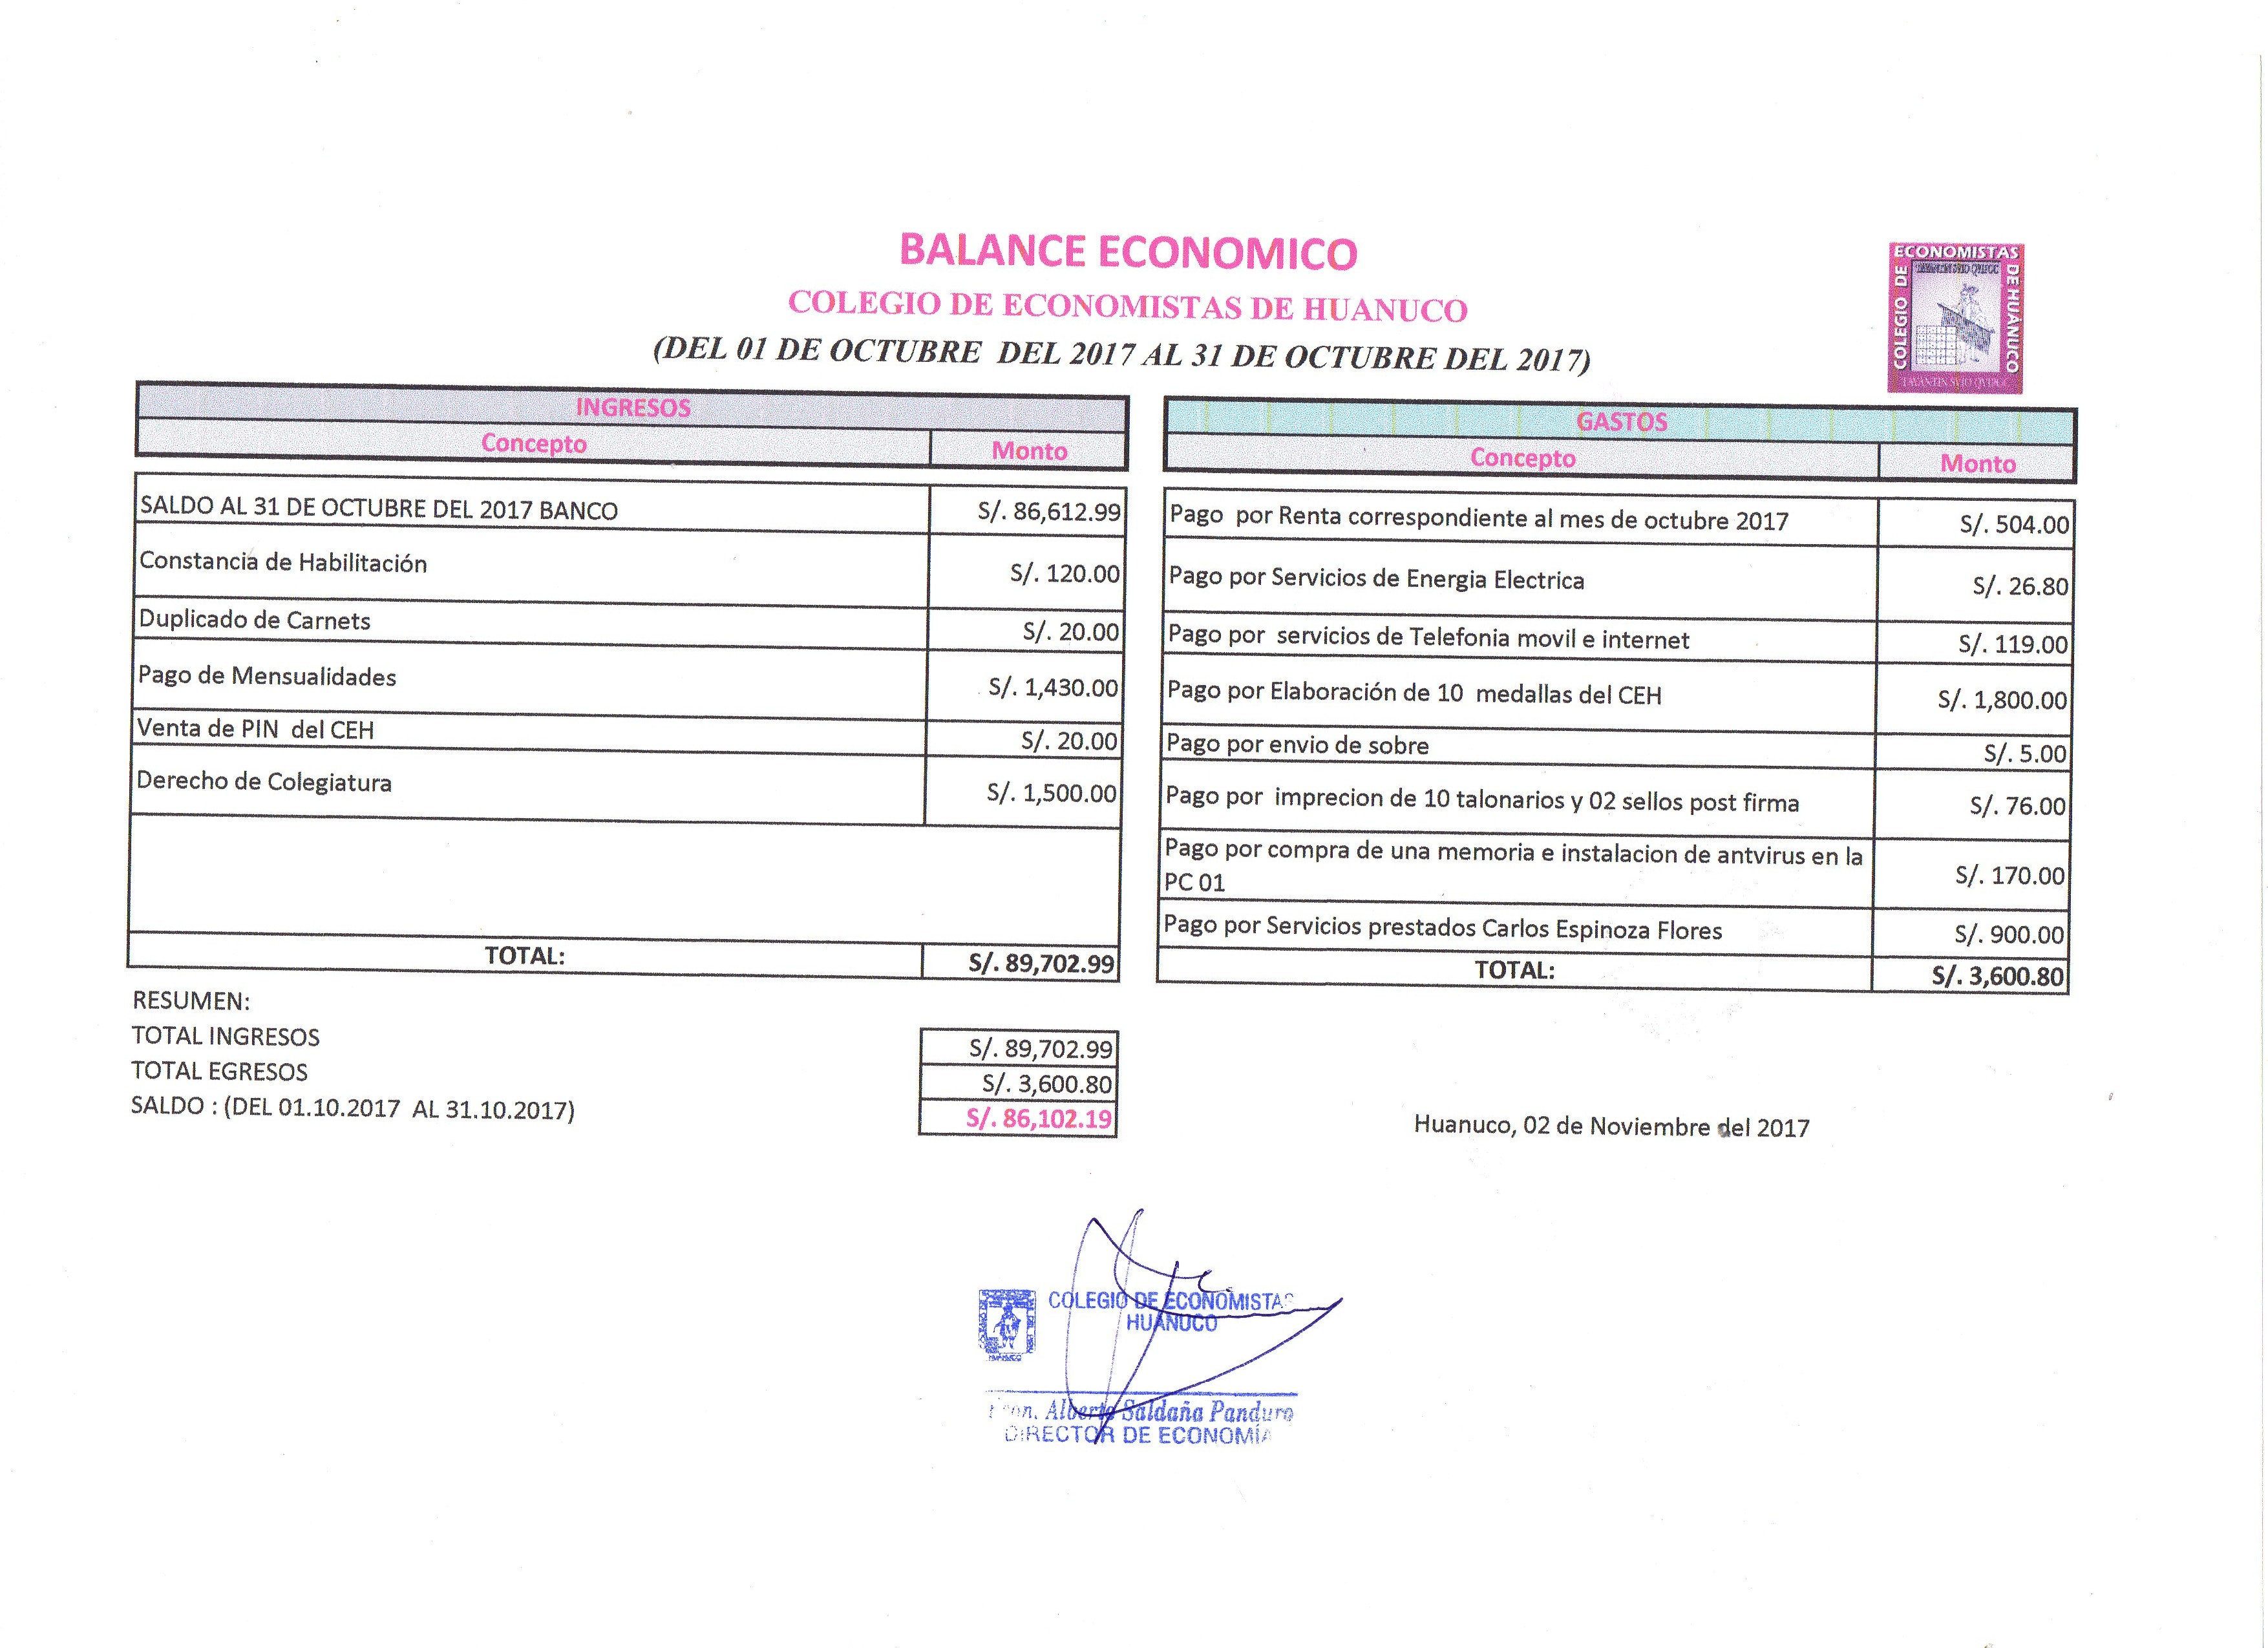 BALANCE ECONOMICO
COLEGIO DE ECONOMISTAS DE HUANUCO
(DEL 01 DE OCTUBRE DEL 2017 AL 31 DE OCTUBRE DEL 2017)
COLEGIO DE ECONOMISTAS DE HUÁNUCO
INGRESOS
Concepto Monto
SALDO AL 31 DE OCTUBRE DEL 2017 BANCO S/. 86,612.99
Constancia de Habilitación S/. 120.00
Duplicado de Carnets S/. 20.00
Pago de Mensualidades S/. 1,430.00
Venta de PIN del CEH S/. 20.00
Derecho de Colegiatura S/. 1,500.00
TOTAL: S/. 89,702.99
GASTOS
Concepto Monto
Pago por Renta correspondiente al mes de octubre 2017 S/. 504.00
Pago por Servicios de Energia Electrica S/. 26.80
Pago por servicios de Telefonia movil e internet S/. 119.00
Pago por Elaboración de 10 medallas del CEH S/. 1,800.00
Pago por envio de sobre S/. 5.00
Pago por imprecion de 10 talonarios y 02 sellos post firma S/. 76.00
Pago por compra de una memoria e instalacion de antvirus en la
PC 01 S/. 170.00
Pago por Servicios prestados Carlos Espinoza Flores S/. 900.00
TOTAL: S/. 3,600.80
RESUMEN:
TOTAL INGRESOS S/. 89,702.99
TOTAL EGRESOS S/. 3,600.80
SALDO : (DEL 01.10.2017 AL 31.10.2017) S/. 86,102.19
Huanuco, 02 de Noviembre del 2017
COLEGIO DE ECONOMISTAS
HUANUCO
Econ. Alberto Saldaña Panduro
DIRECTOR DE ECONOMÍA